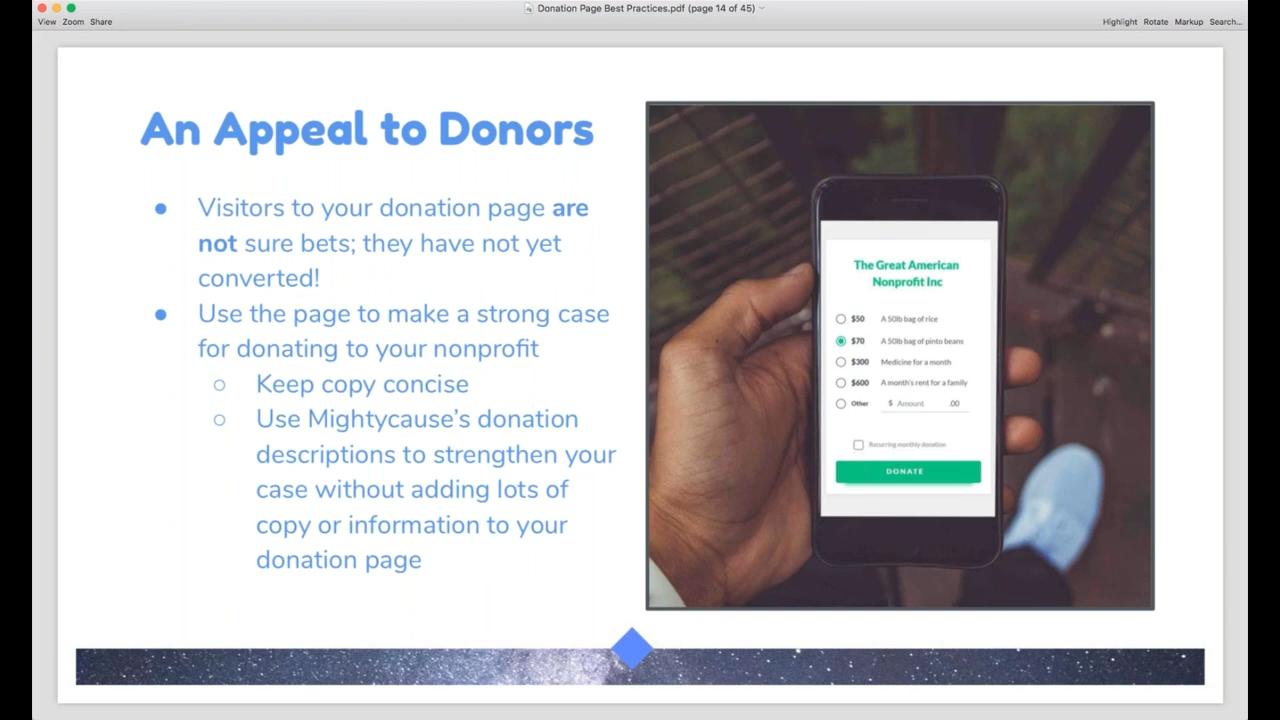 Donation Page Best Practices.pdf (page 14 of 45)
View Zoom Share
Highlight Rotate Markup Search...
An Appeal to Donors
● Visitors to your donation page are
not sure bets; they have not yet
converted!
● Use the page to make a strong case
for donating to your nonprofit
○ Keep copy concise
○ Use Mightycause's donation
descriptions to strengthen your
case without adding lots of
copy or information to your
donation page
The Great American
Nonprofit Inc
$50 A 50lb bag of rice
$70 A 50lb bag of pinto beans
$300 Medicine for a month
$600 A month's rent for a family
Other $ Amount .00
Recurring monthly donation
DONATE